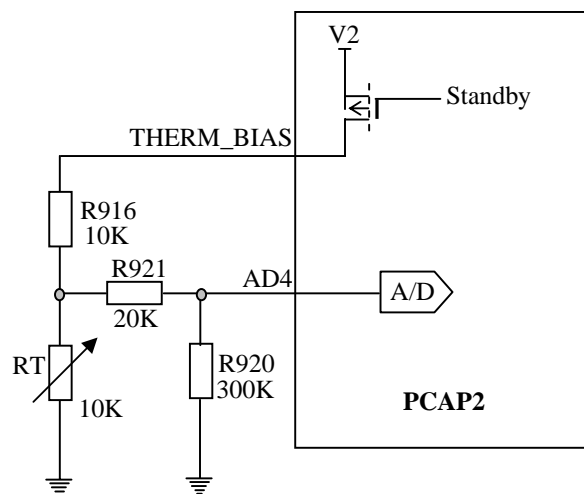 V2
Standby
THERM_BIAS
R916
10K
R921
AD4
A/D
20K
RT
R920
300K
10K
PCAP2